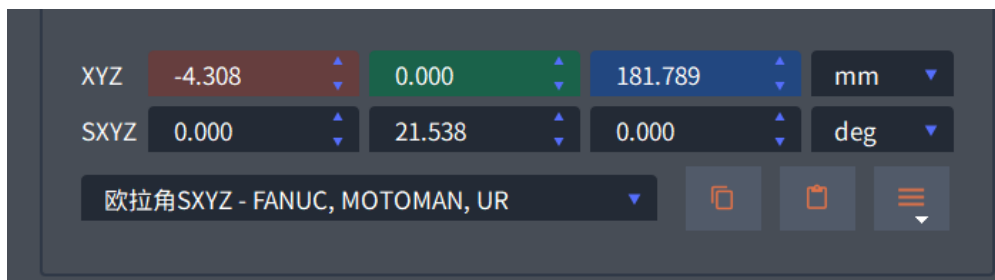 XYZ -4.308 0.000 181.789 mm
SXYZ 0.000 21.538 0.000 deg
欧拉角SXYZ - FANUC, MOTOMAN, UR